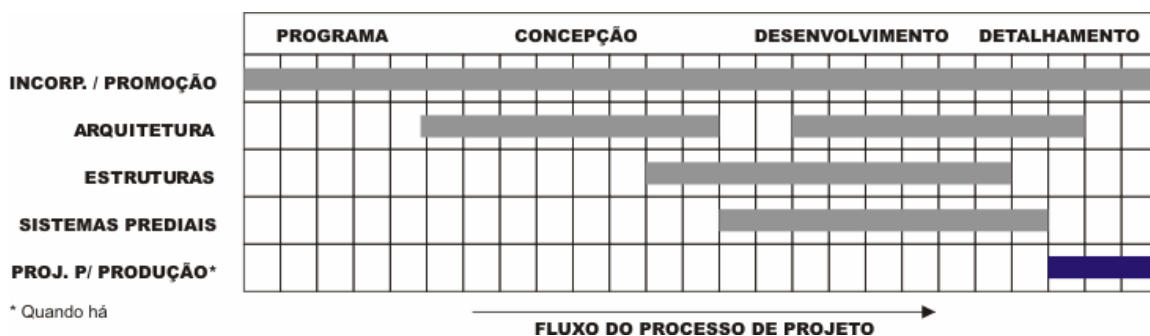 PROGRAMA CONCEPÇÃO DESENVOLVIMENTO DETALHAMENTO
INCORP. / PROMOÇÃO
ARQUITETURA
ESTRUTURAS
SISTEMAS PREDIAIS
PROJ. P/ PRODUÇÃO*
* Quando há
FLUXO DO PROCESSO DE PROJETO